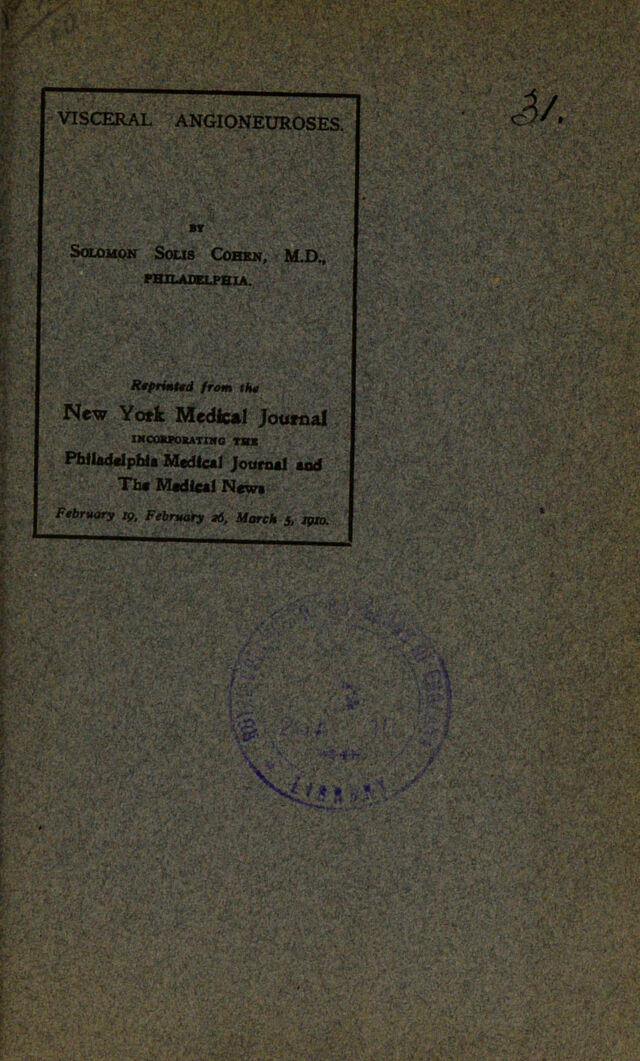 31.
VISCERAL ANGIONEUROSES.
BY
SOLOMON SOLIS COHEN, M.D.,
PHILADELPHIA.
Reprinted from the
New York Medical Journal
INCORPORATING THE
Philadelphia Medical Journal and
The Medical News
February 19, February 26, March 5, 1910.
LIBRARY